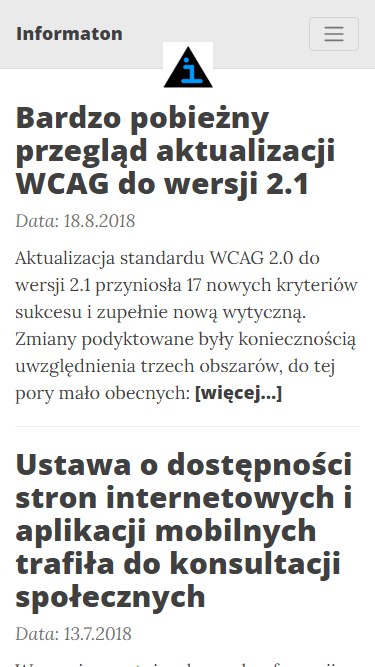 Informaton
i
Bardzo pobieżny
przegląd aktualizacji
WCAG do wersji 2.1
Data: 18.8.2018
Aktualizacja standardu WCAG 2.0 do
wersji 2.1 przyniosła 17 nowych kryteriów
sukcesu i zupełnie nową wytyczną.
Zmiany podyktowane były koniecznością
uwzględnienia trzech obszarów, do tej
pory mało obecnych: [więcej...]
Ustawa o dostępności
stron internetowych i
aplikacji mobilnych
trafiła do konsultacji
społecznych
Data: 13.7.2018